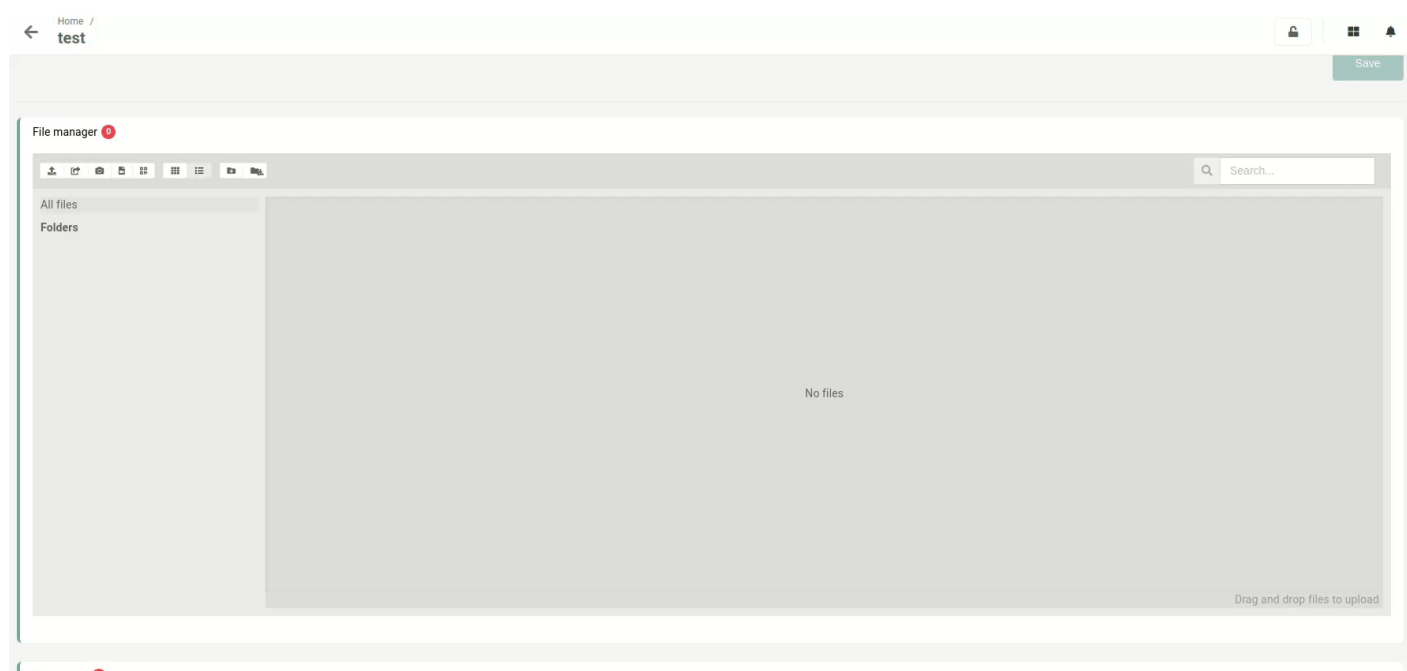 Home /
test
Save
File manager 0
Search...
All files
Folders
No files
Drag and drop files to upload